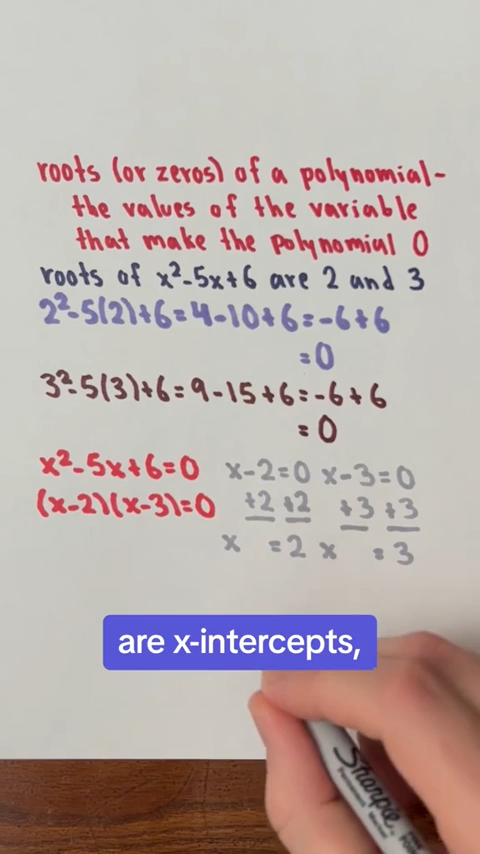 roots (or zeros) of a polynomial-
the values of the variable
that make the polynomial 0
roots of x²-5x+6 are 2 and 3
2²-5(2)+6=4-10+6=-6+6
=0
3²-5(3)+6=9-15+6=-6+6
=0
x²-5x+6=0 x-2=0 x-3=0
(x-2)(x-3)=0 +2 +2 +3 +3
x =2 x =3
are x-intercepts,
Sharpie